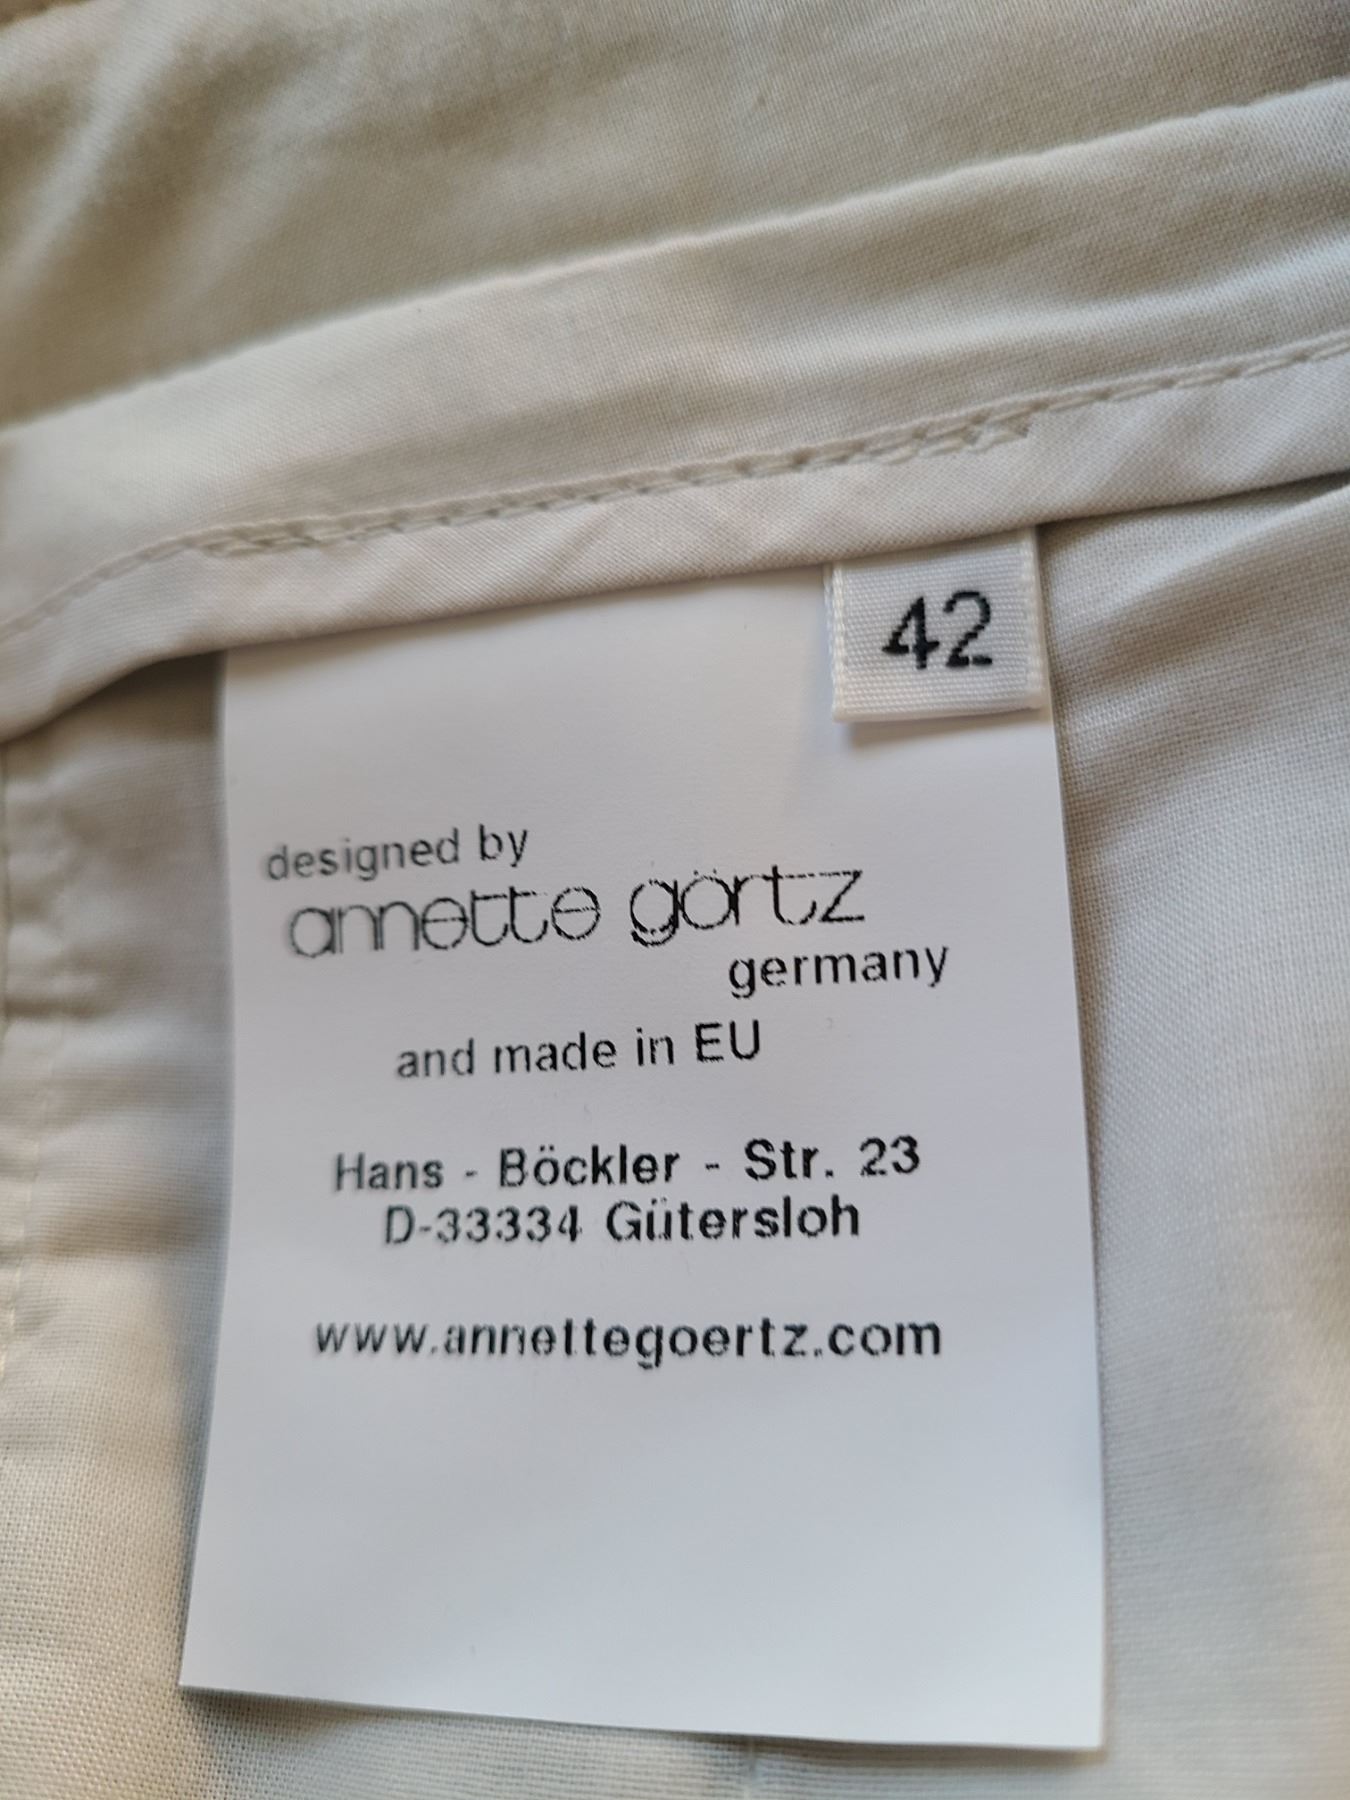 42
designed by
annette görtz
germany
and made in EU
Hans - Böckler - Str. 23
D-33334 Gütersloh
www.annettegoertz.com